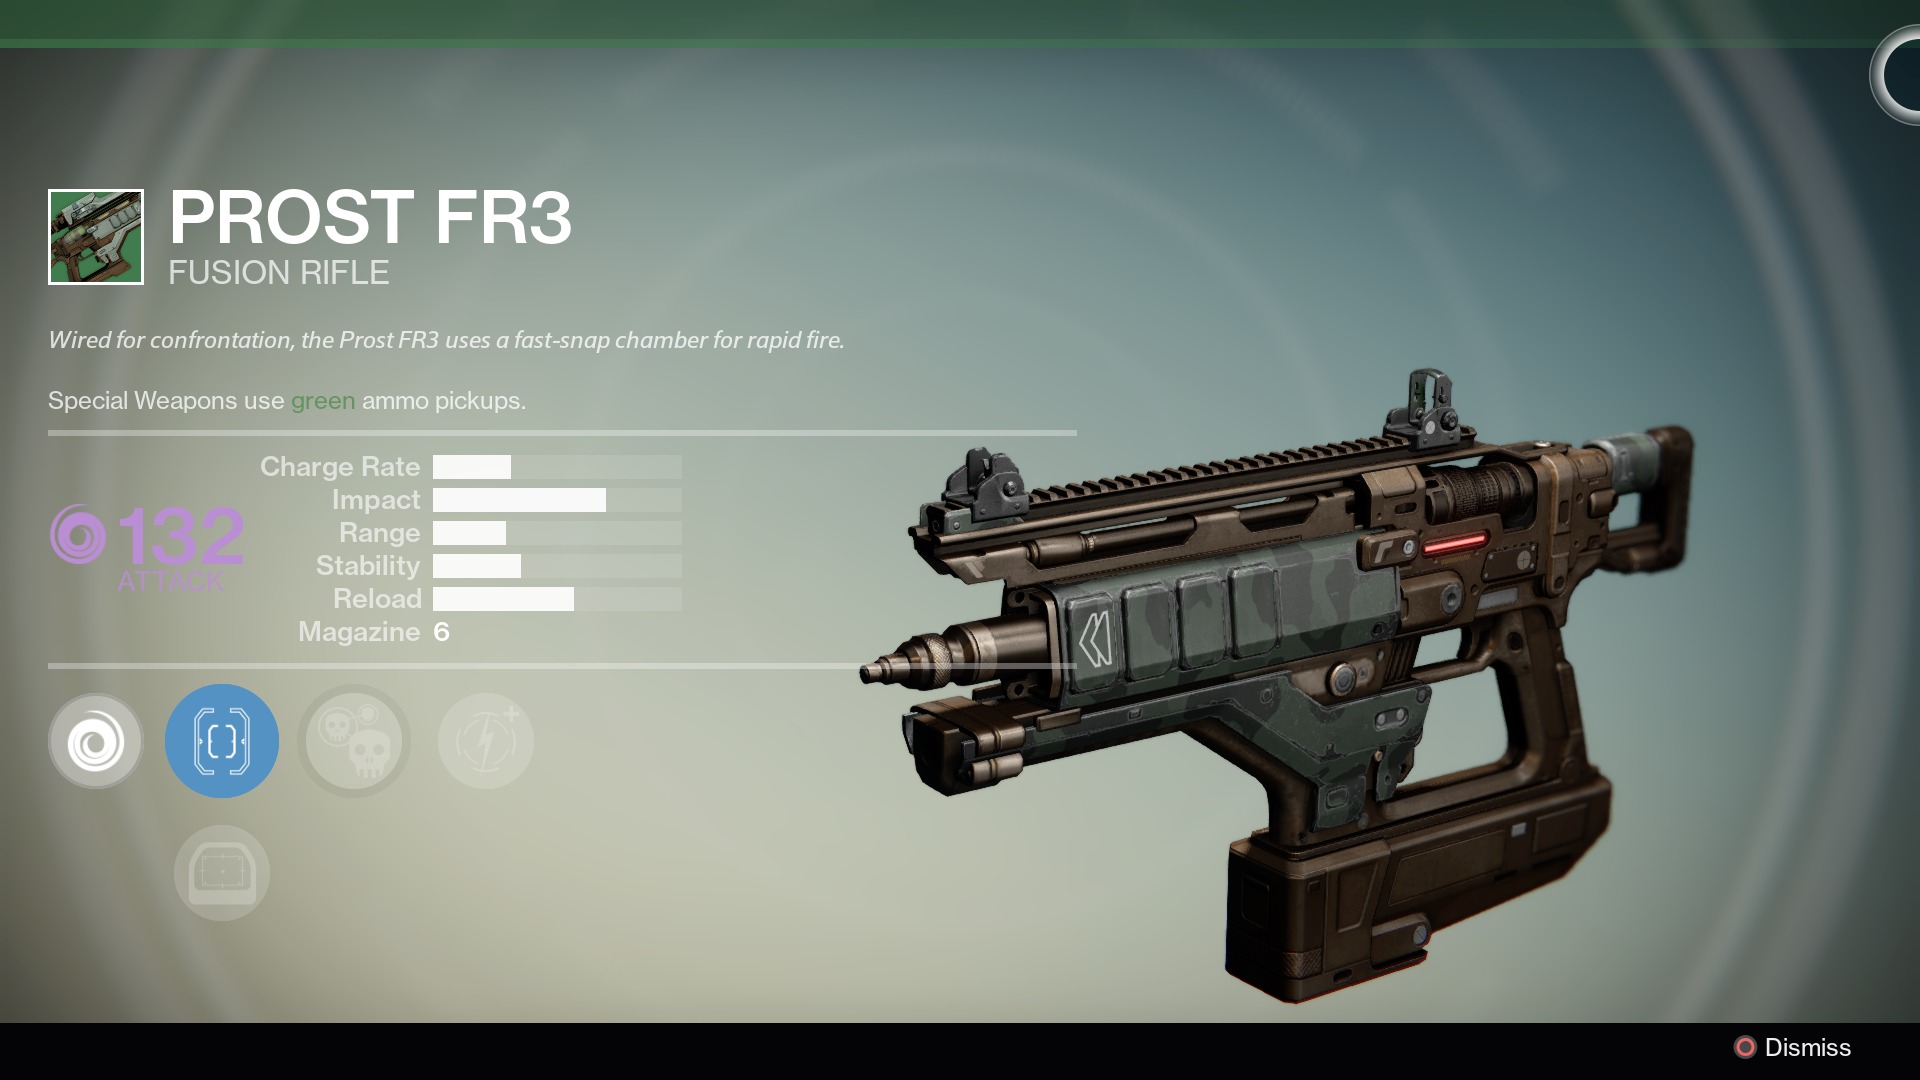 PROST FR3
FUSION RIFLE
Wired for confrontation, the Prost FR3 uses a fast-snap chamber for rapid fire.
Special Weapons use green ammo pickups.
132
ATTACK
Charge Rate
Impact
Range
Stability
Reload
Magazine 6
Dismiss